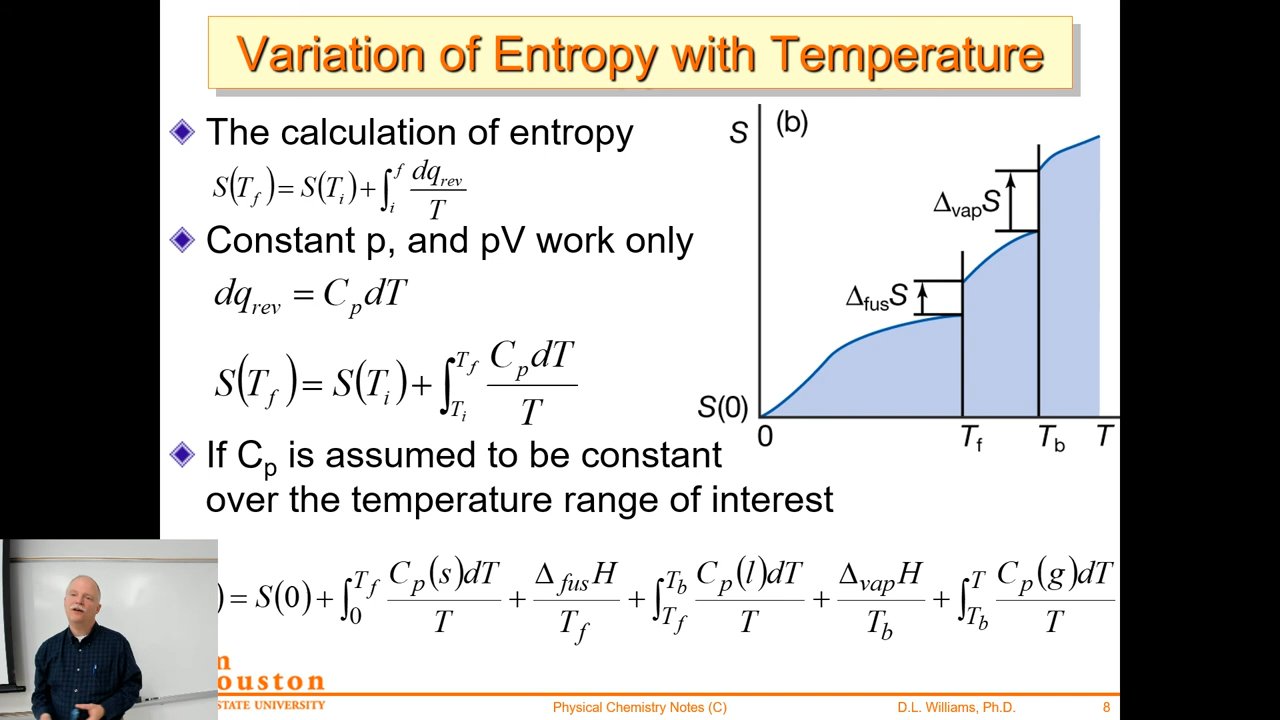 Variation of Entropy with Temperature
The calculation of entropy
S(T_f) = S(T_i) + ∫_i^f dq_rev / T
Constant p, and pV work only
dq_rev = C_p dT
S(T_f) = S(T_i) + ∫_{T_i}^{T_f} C_p dT / T
If C_p is assumed to be constant
over the temperature range of interest
) = S(0) + ∫_0^{T_f} C_p(s)dT / T + Δ_fus H / T_f + ∫_{T_f}^{T_b} C_p(l)dT / T + Δ_vap H / T_b + ∫_{T_b}^T C_p(g)dT / T
S (b)
Δ_vap S
Δ_fus S
S(0)
0 T_f T_b T
ouston
STATE UNIVERSITY
Physical Chemistry Notes (C) D.L. Williams, Ph.D. 8